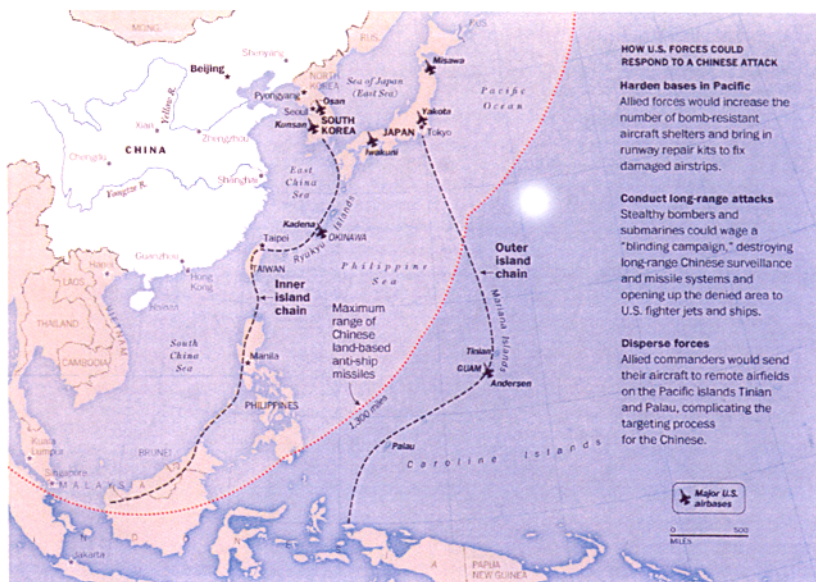 MONG.
RUS.
RUS.
Shenyang
Beijing
NORTH
KOREA
Sea of Japan
(East Sea)
Misawa
Pacific
Ocean
Pyongyang
Osan
Seoul
Yellow R.
Kunsan
SOUTH
KOREA
JAPAN
Yakota
Tokyo
Iwakuni
Xian
Zhengzhou
CHINA
Chengdu
Yangtze R.
Shanghai
East
China
Sea
Kadena
OKINAWA
Ryukyu Islands
Taipei
TAIWAN
Guangzhou
Hong
Kong
Hanoi
LAOS
Hainan
THAILAND
VIETNAM
CAMBODIA
Inner
island
chain
Philippine
Sea
Outer
island
chain
Mariana Islands
Maximum
range of
Chinese
land-based
anti-ship
missiles
South
China
Sea
Manila
PHILIPPINES
1,300 miles
Tinian
GUAM
Andersen
Palau
Caroline Islands
Kuala
Lumpur
BRUNEI
Singapore
MALAYSIA
Jakarta
PAPUA
NEW GUINEA
HOW U.S. FORCES COULD
RESPOND TO A CHINESE ATTACK
Harden bases in Pacific
Allied forces would increase the
number of bomb-resistant
aircraft shelters and bring in
runway repair kits to fix
damaged airstrips.
Conduct long-range attacks
Stealthy bombers and
submarines could wage a
"blinding campaign," destroying
long-range Chinese surveillance
and missile systems and
opening up the denied area to
U.S. fighter jets and ships.
Disperse forces
Allied commanders would send
their aircraft to remote airfields
on the Pacific islands Tinian
and Palau, complicating the
targeting process
for the Chinese.
Major U.S.
airbases
0 500
MILES